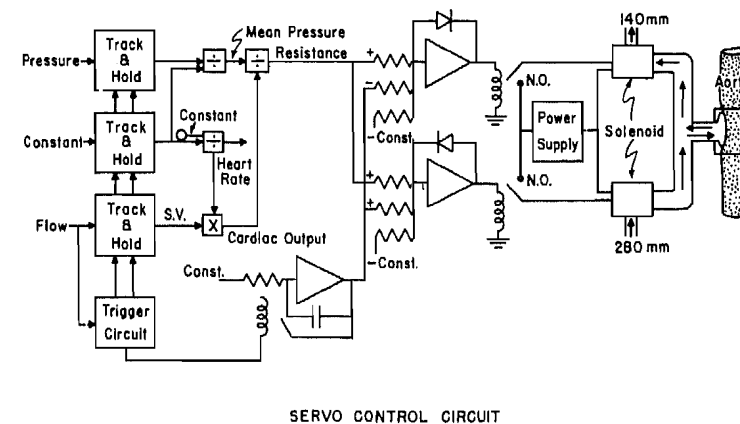 140mm
Pressure
Track
&
Hold
÷
Mean Pressure
÷
Resistance
+
−
−Const.
N.O.
Power
Supply
Solenoid
Constant
Track
&
Hold
Constant
÷
Heart
Rate
+
+
−Const.
N.O.
280mm
Flow
Track
&
Hold
S.V.
X
Cardiac Output
Const.
Trigger
Circuit
SERVO CONTROL CIRCUIT